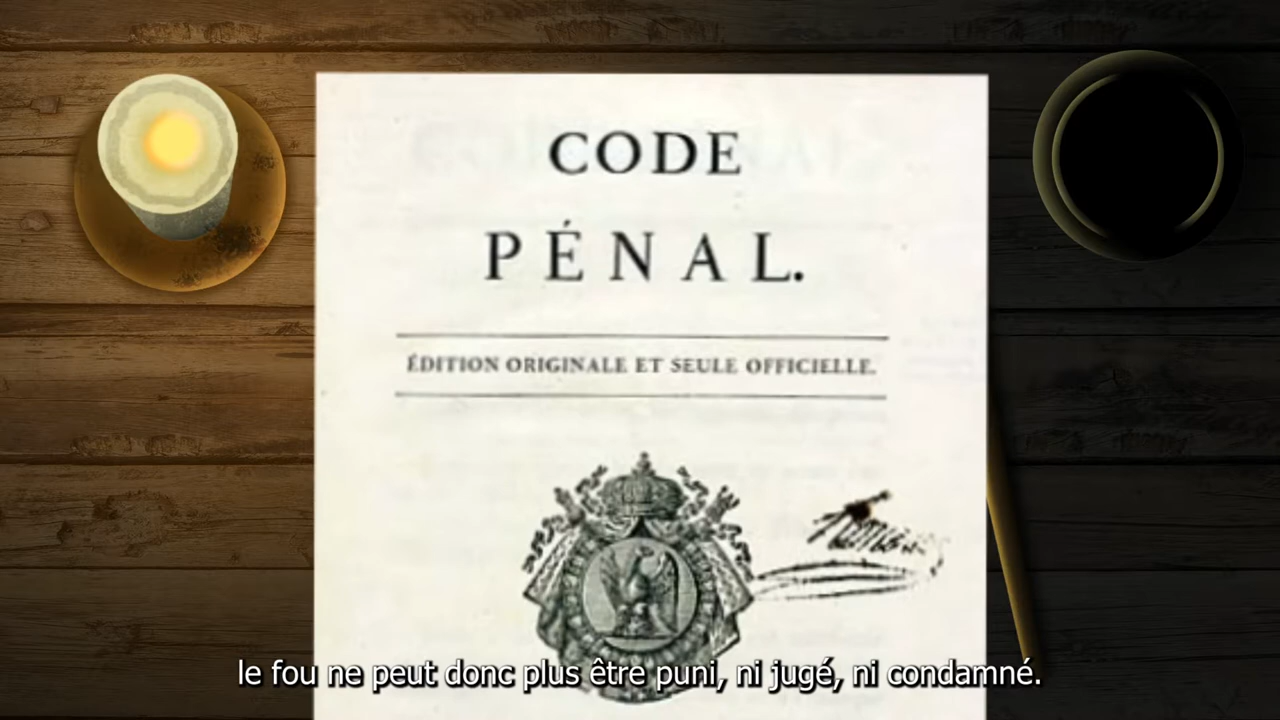 CODE
PÉNAL.
ÉDITION ORIGINALE ET SEULE OFFICIELLE.
le fou ne peut donc plus être puni, ni jugé, ni condamné.